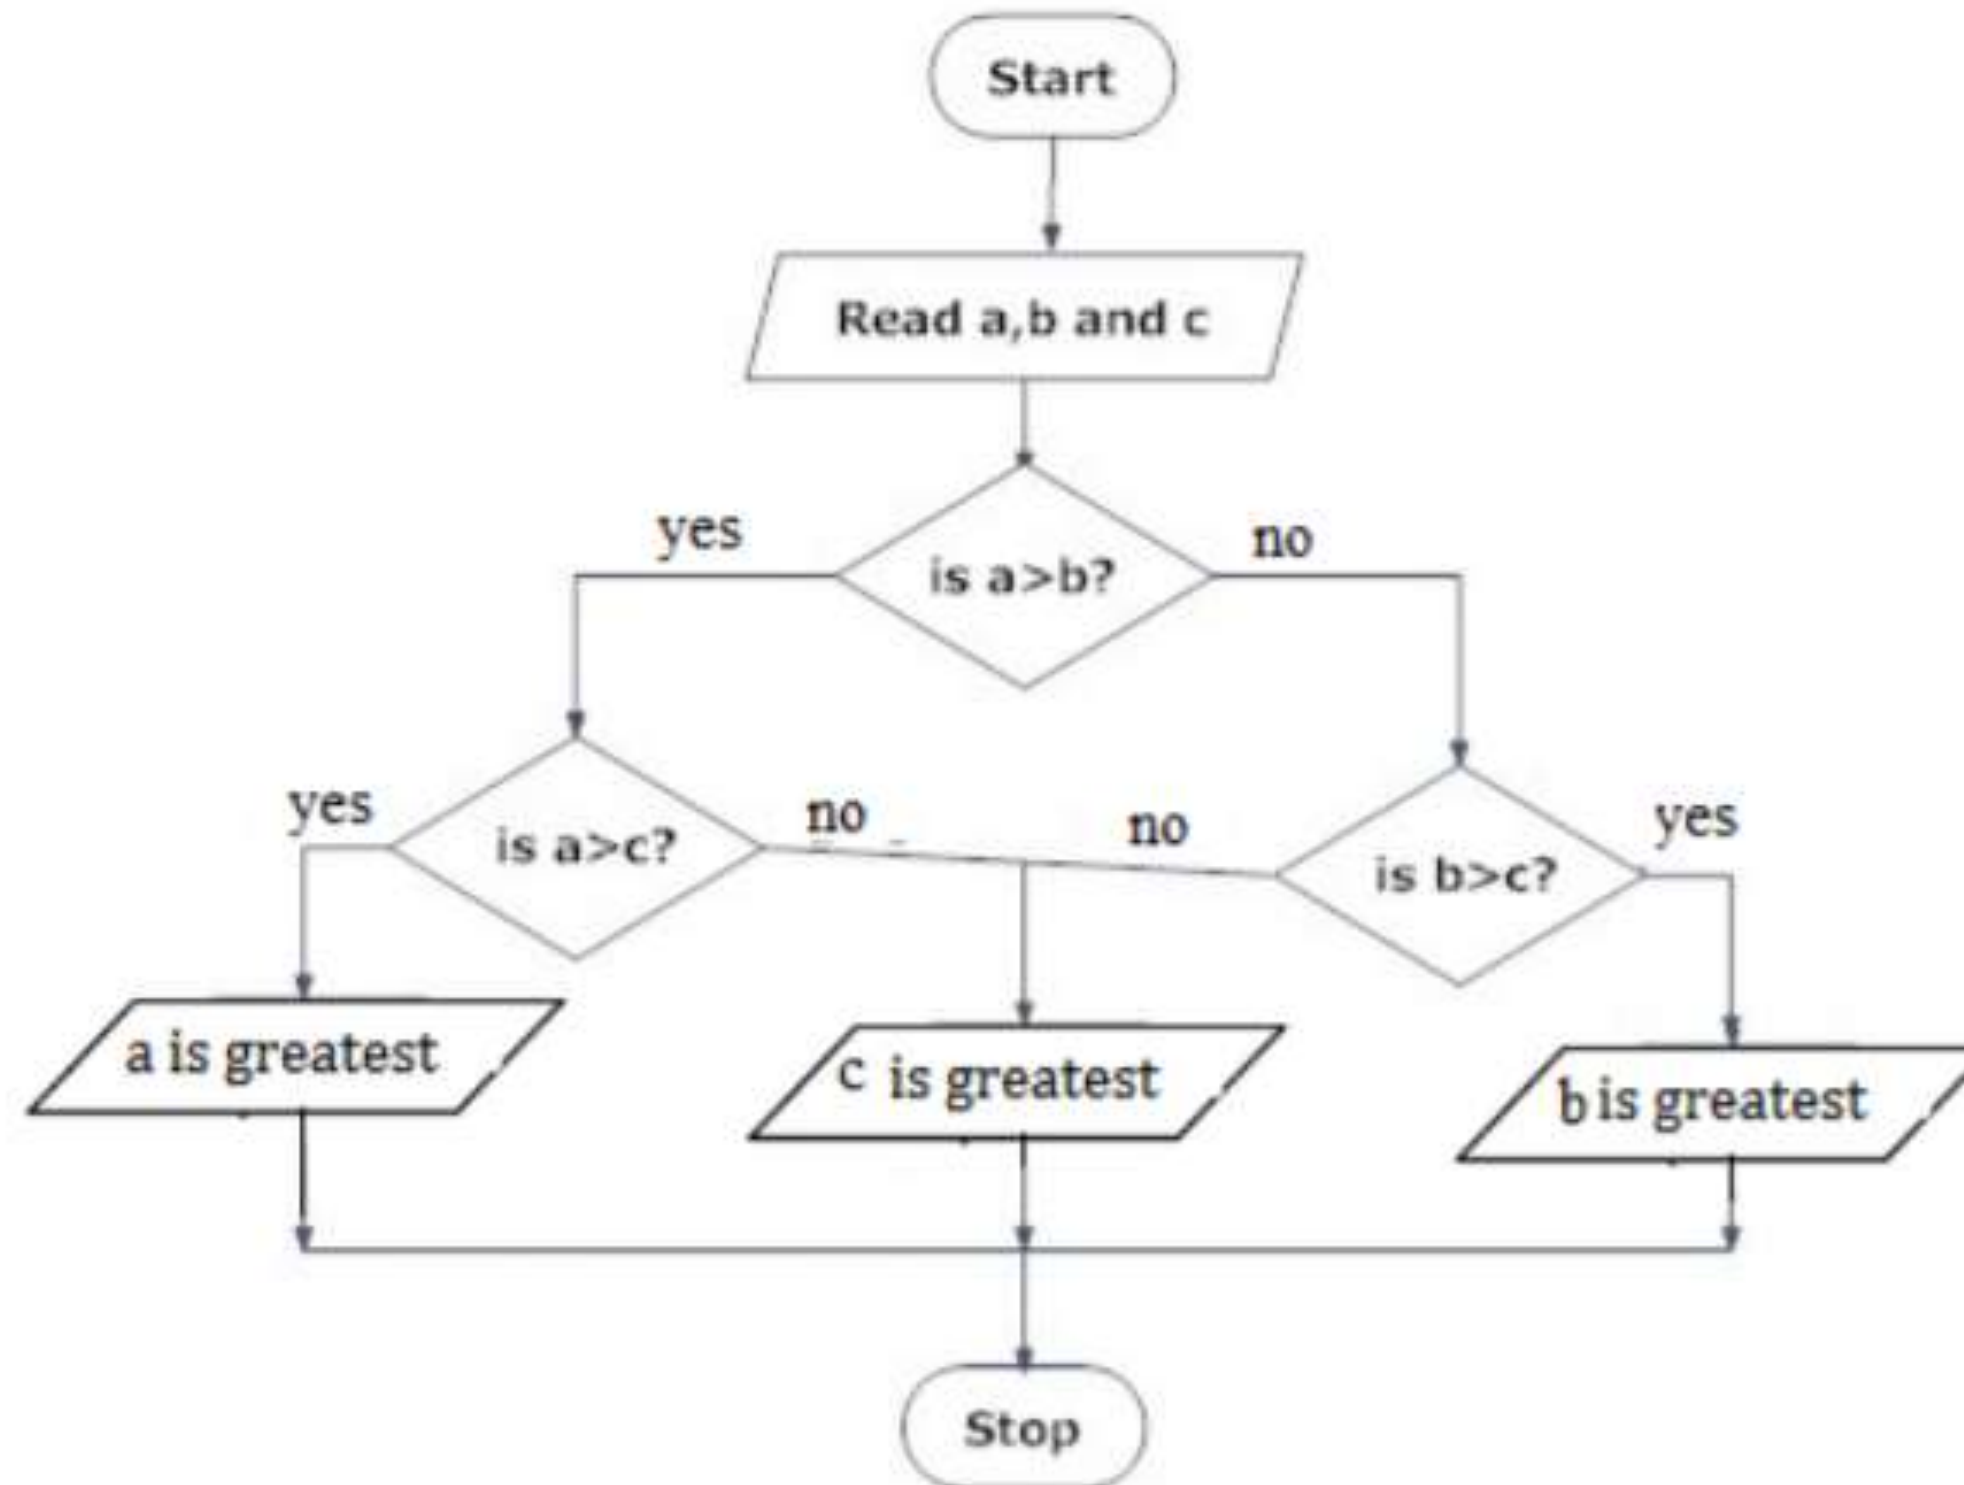 Start
Read a,b and c
yes
no
is a>b?
yes
no
no
yes
is a>c?
is b>c?
a is greatest
c is greatest
b is greatest
Stop